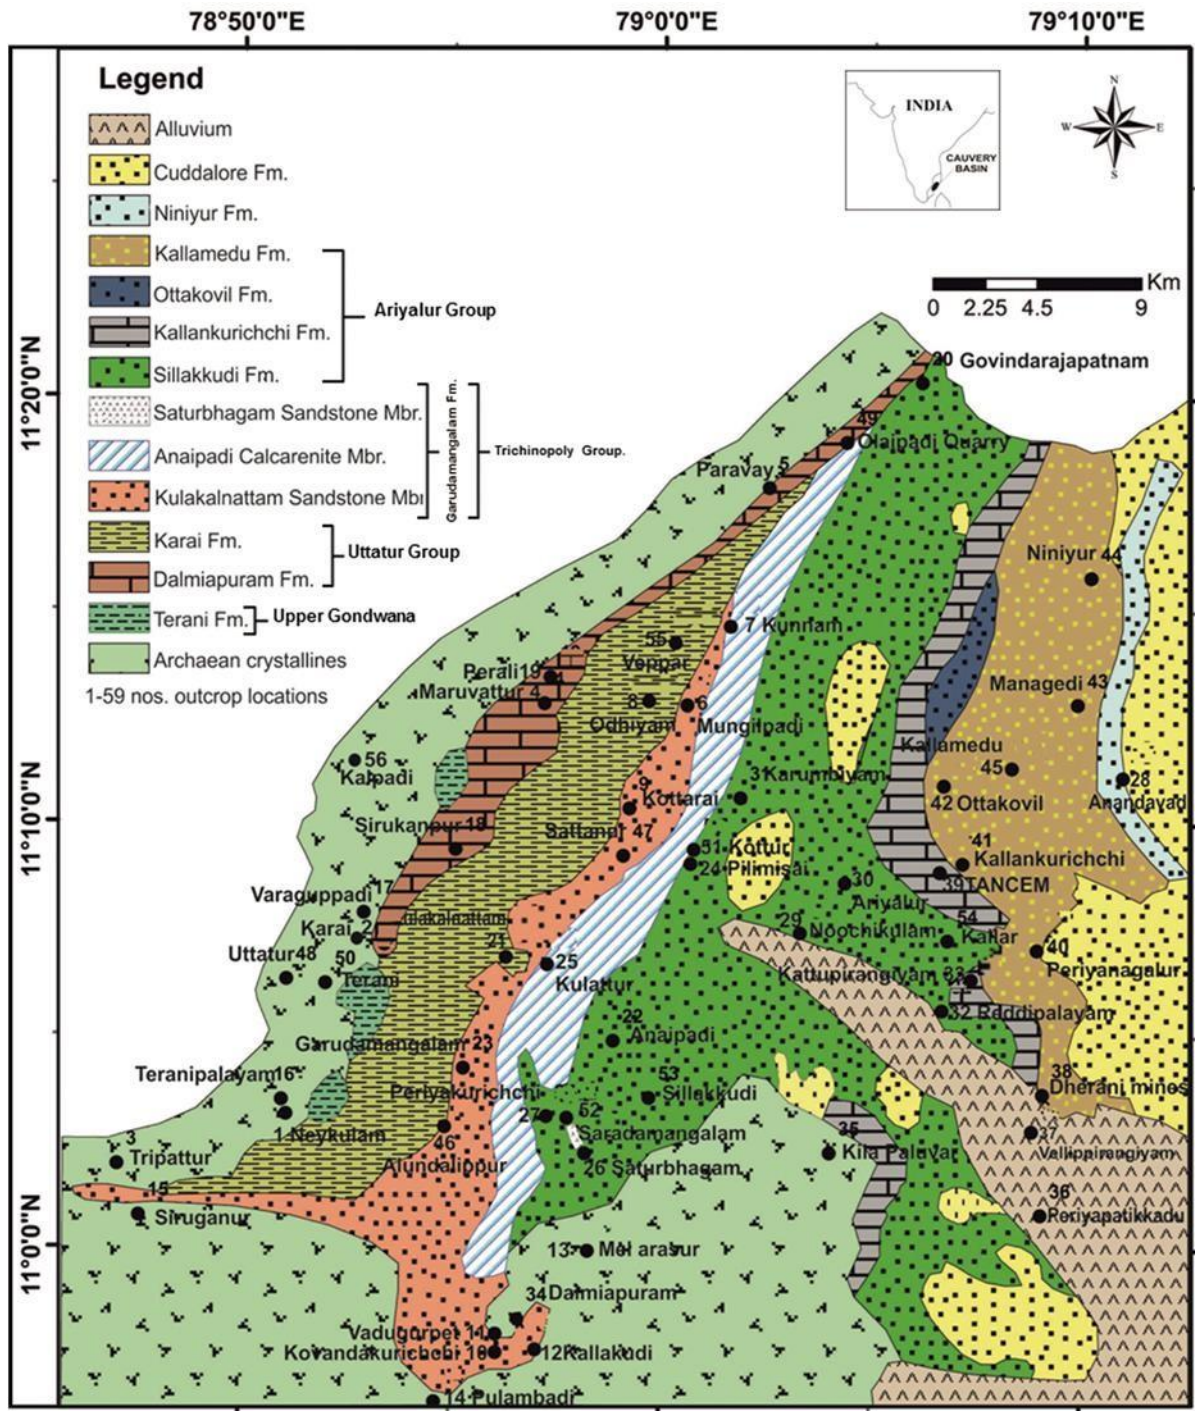 78°50'0"E 79°0'0"E 79°10'0"E
Legend
Alluvium
Cuddalore Fm.
Niniyur Fm.
Kallamedu Fm.
Ottakovil Fm.
Kallankurichchi Fm.
Sillakkudi Fm.
Ariyalur Group
Saturbhagam Sandstone Mbr.
Anaipadi Calcarenite Mbr.
Kulakalnattam Sandstone Mbr
Garudamangalam Fm.
Trichinopoly Group.
Karai Fm.
Dalmiapuram Fm.
Uttatur Group
Terani Fm.
Upper Gondwana
Archaean crystallines
1-59 nos. outcrop locations
INDIA
CAUVERY
BASIN
N
W E
S
Km
0 2.25 4.5 9
11°20'0"N
11°10'0"N
11°0'0"N
20 Govindarajapatnam
49
Olaipadi Quarry
Paravay 5
Niniyur 44
7 Kunnam
55
Veppar
Perali 19
Maruvattur 4
8
Odhiyam
6
Mungilpadi
Managedi 43
56
Kalpadi
Kallamedu
45
9
Kottarai
31 Karumbiyam
28
Anandavad
42 Ottakovil
Sirukanpur 18
Sattanur 47
51 Kottur
24 Pilimisai
41
Kallankurichchi
39 TANCEM
30
Ariyalur
Varaguppadi 17
Karai 2
21
29 Noochikulam
54
Kallar
40
Periyanagalur
Uttatur 48
50
Terani
25
Kulattur
Kattupirangiyam 33
32 Reddipalayam
22
Anaipadi
Garudamangalam 23
Teranipalayam 16
Periyakurichchi
27
53
Sillakkudi
38
Dherani mines
52
Saradamangalam
1 Neykulam
46
Alundalippur
26 Saturbhagam
35
Kila Paluvar
37
Vellippirangiyam
3
Tripattur
15
Siruganur
36
Periyapatikkadu
13 Mel arasur
34 Dalmiapuram
Vadugurpet 11
Kovandakurichchi 10
12 Kallakudi
14 Pulambadi